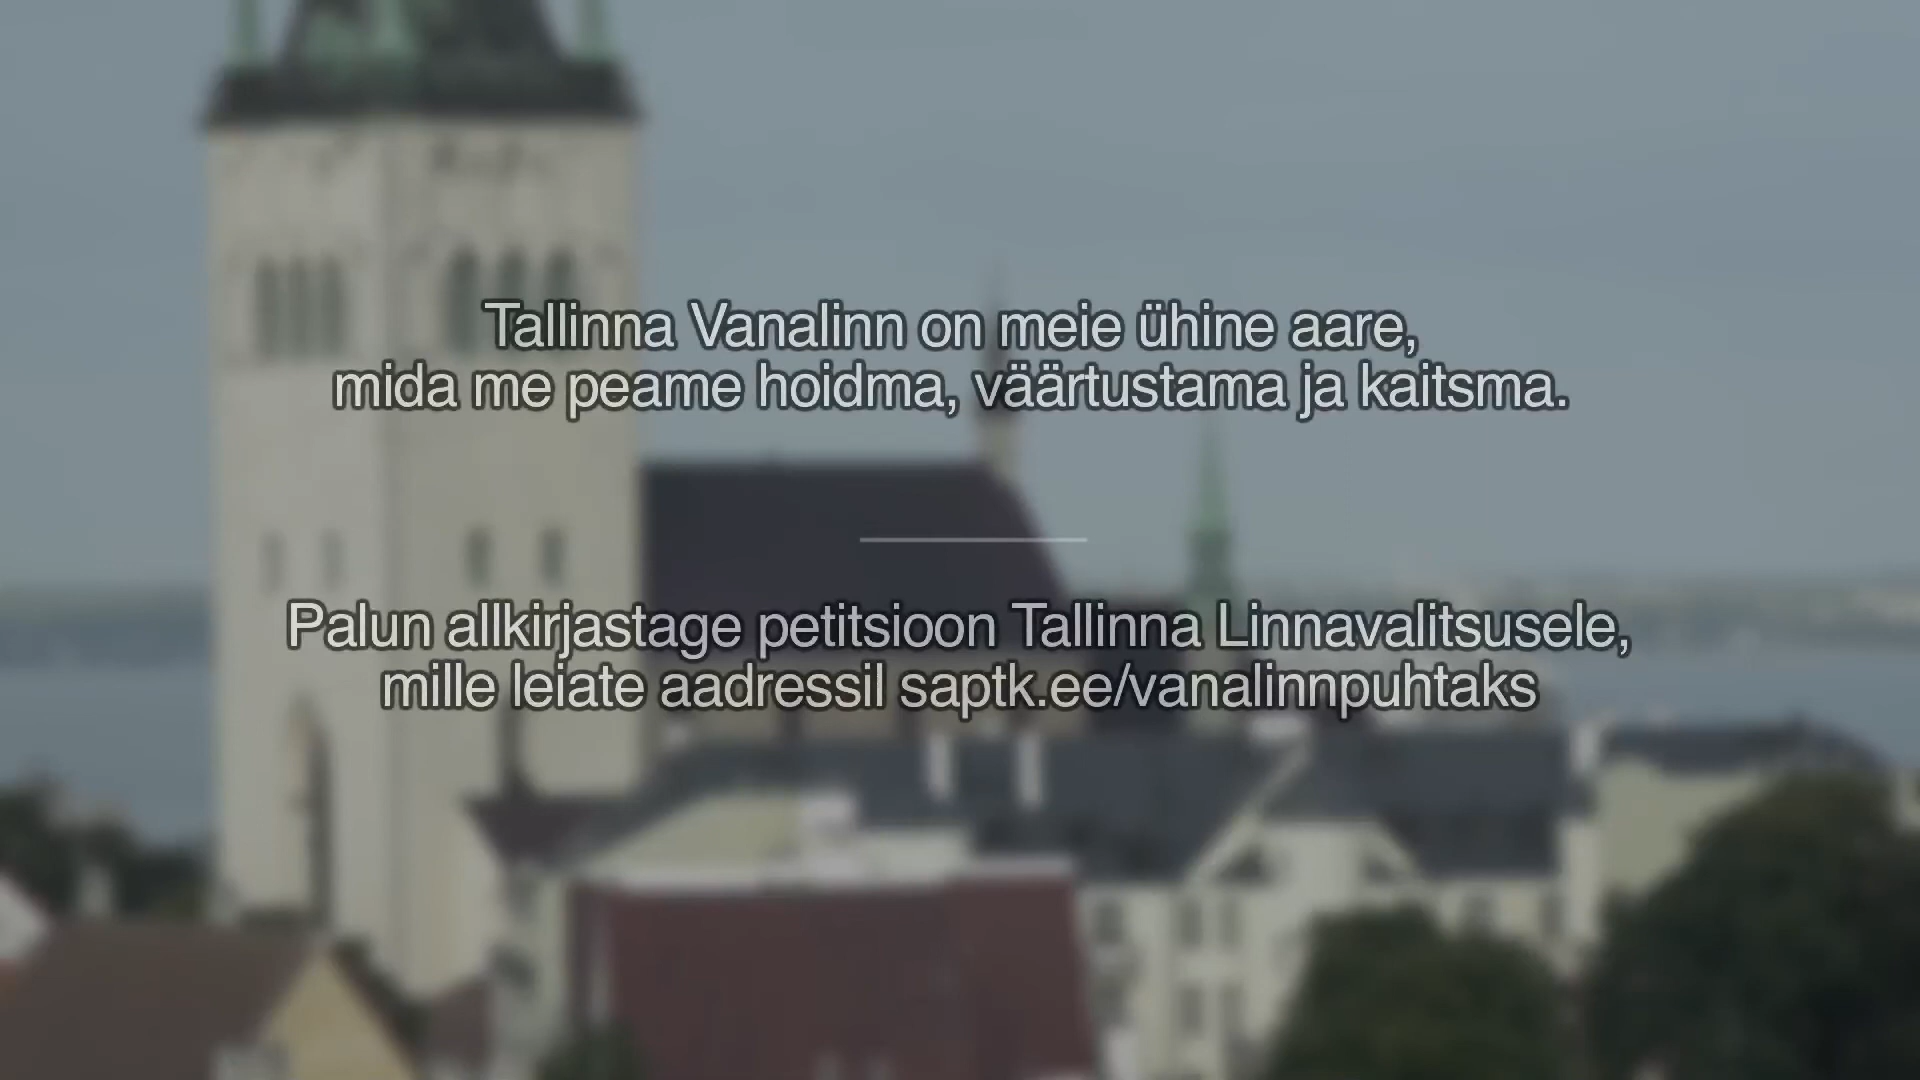 Tallinna Vanalinn on meie ühine aare,
mida me peame hoidma, väärtustama ja kaitsma.
Palun allkirjastage petitsioon Tallinna Linnavalitsusele,
mille leiate aadressil saptk.ee/vanalinnpuhtaks